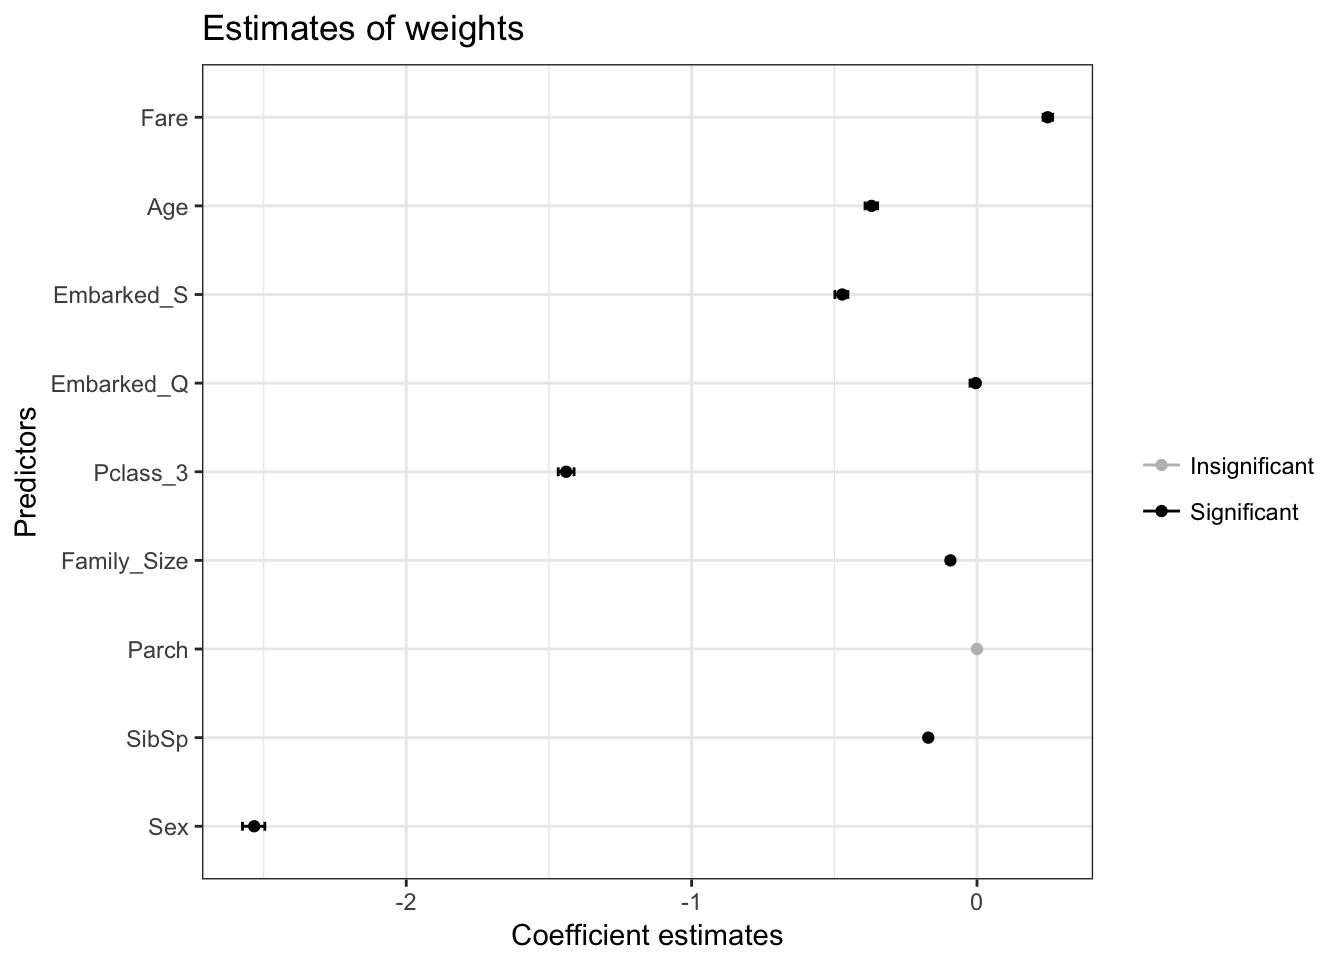 Estimates of weights
Fare
Age
Embarked_S
Embarked_Q
Pclass_3
Family_Size
Parch
SibSp
Sex
Predictors
-2
-1
0
Coefficient estimates
Insignificant
Significant